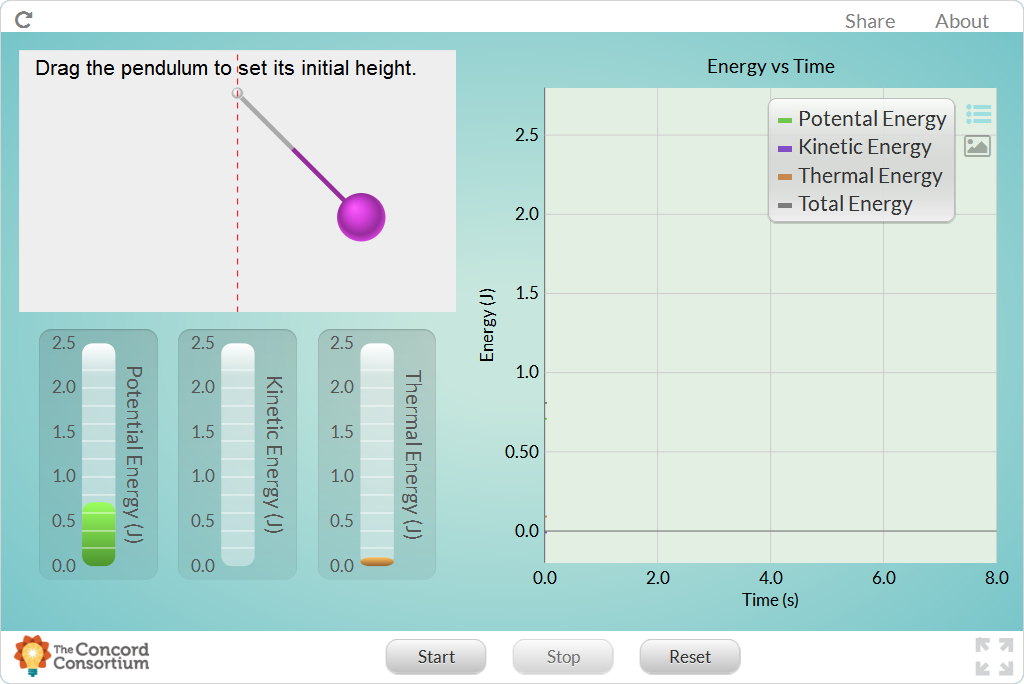 Share About
Drag the pendulum to set its initial height.
Energy vs Time
Potental Energy
Kinetic Energy
Thermal Energy
Total Energy
2.5
2.0
1.5
1.0
0.50
0.0
Energy (J)
0.0 2.0 4.0 6.0 8.0
Time (s)
2.5
2.0
1.5
1.0
0.5
0.0
Potential Energy (J)
2.5
2.0
1.5
1.0
0.5
0.0
Kinetic Energy (J)
2.5
2.0
1.5
1.0
0.5
0.0
Thermal Energy (J)
The Concord
Consortium
Start Stop Reset